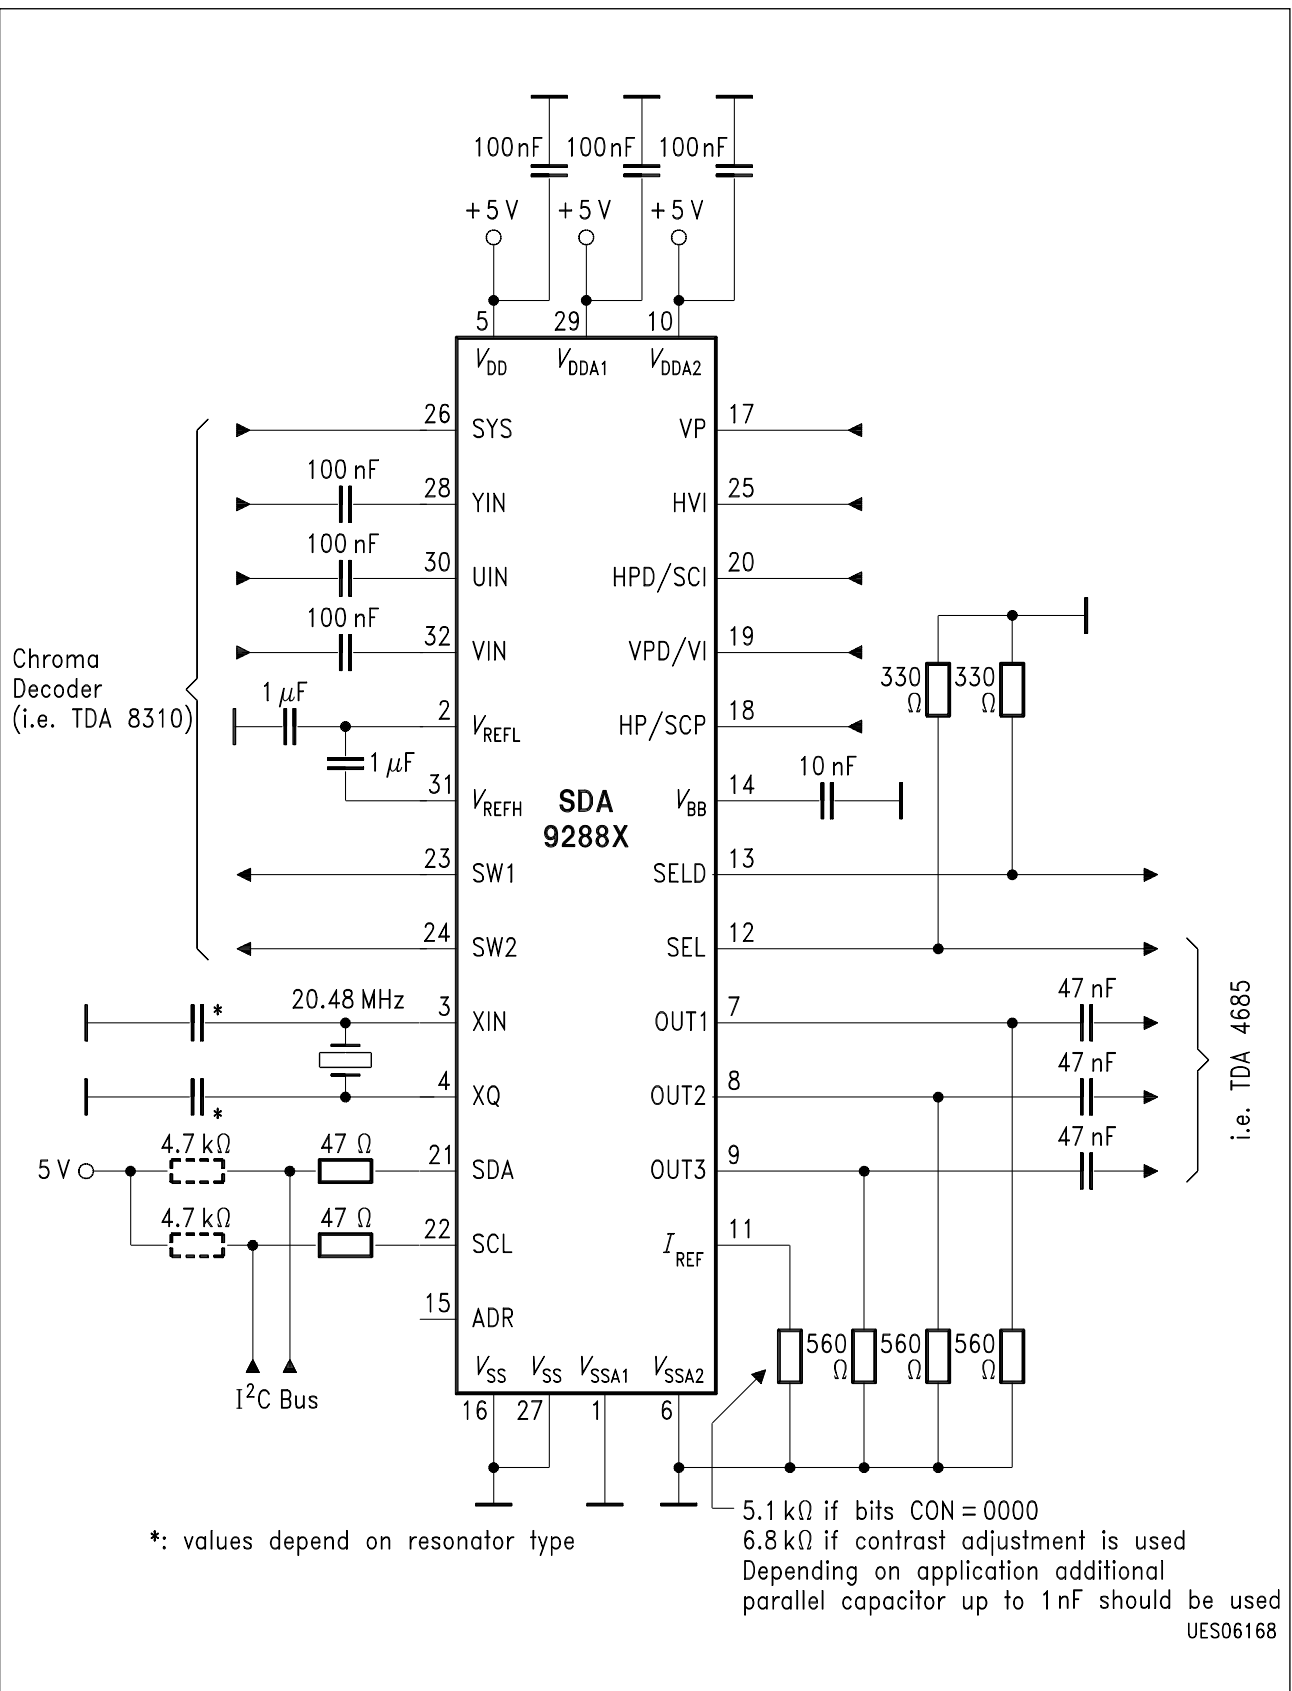 100 nF 100 nF 100 nF
+5 V +5 V +5 V
5 29 10
VDD VDDA1 VDDA2
26 SYS VP 17
100 nF
28 YIN HVI 25
100 nF
30 UIN HPD/SCI 20
100 nF
32 VIN VPD/VI 19
Chroma
Decoder
(i.e. TDA 8310)
330 Ω 330 Ω
1 µF
2 VREFL HP/SCP 18
1 µF
10 nF
31 VREFH VBB 14
SDA
9288X
23 SW1 SELD 13
24 SW2 SEL 12
20.48 MHz
*
3 XIN OUT1 7
47 nF
4 XQ OUT2 8
47 nF
*
i.e. TDA 4685
4.7 kΩ 47 Ω
5 V
21 SDA OUT3 9
47 nF
4.7 kΩ 47 Ω
22 SCL IREF 11
15 ADR
560 Ω 560 Ω 560 Ω
I²C Bus
VSS VSS VSSA1 VSSA2
16 27 1 6
5.1 kΩ if bits CON = 0000
*: values depend on resonator type
6.8 kΩ if contrast adjustment is used
Depending on application additional
parallel capacitor up to 1 nF should be used
UES06168